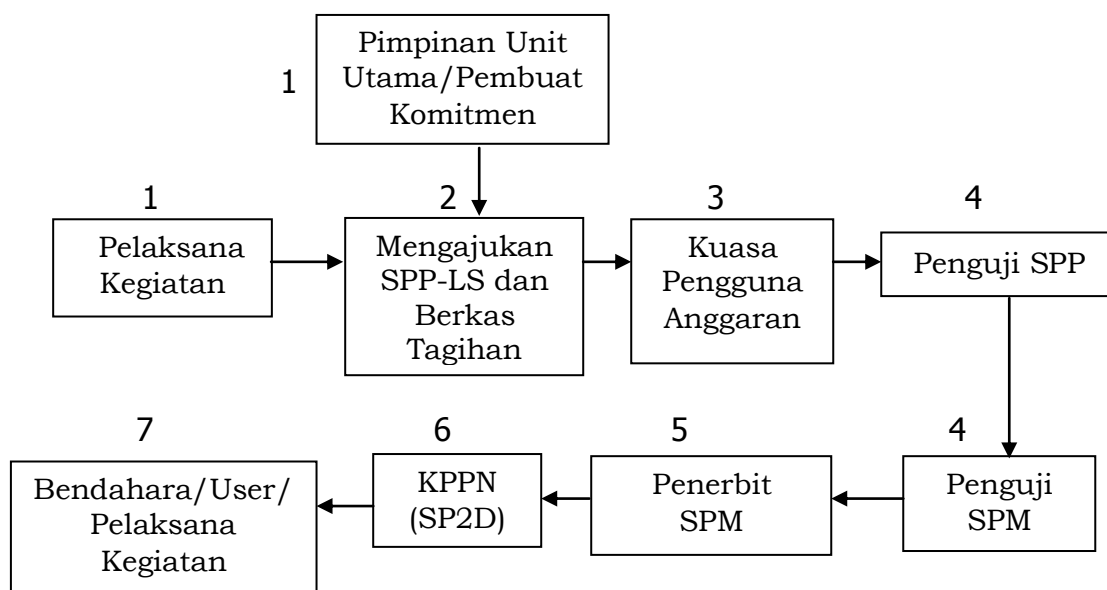 Pimpinan Unit
Utama/Pembuat
Komitmen
1
1
Pelaksana
Kegiatan
2
Mengajukan
SPP-LS dan
Berkas
Tagihan
3
Kuasa
Pengguna
Anggaran
4
Penguji SPP
4
Penguji
SPM
5
Penerbit
SPM
6
KPPN
(SP2D)
7
Bendahara/User/
Pelaksana
Kegiatan